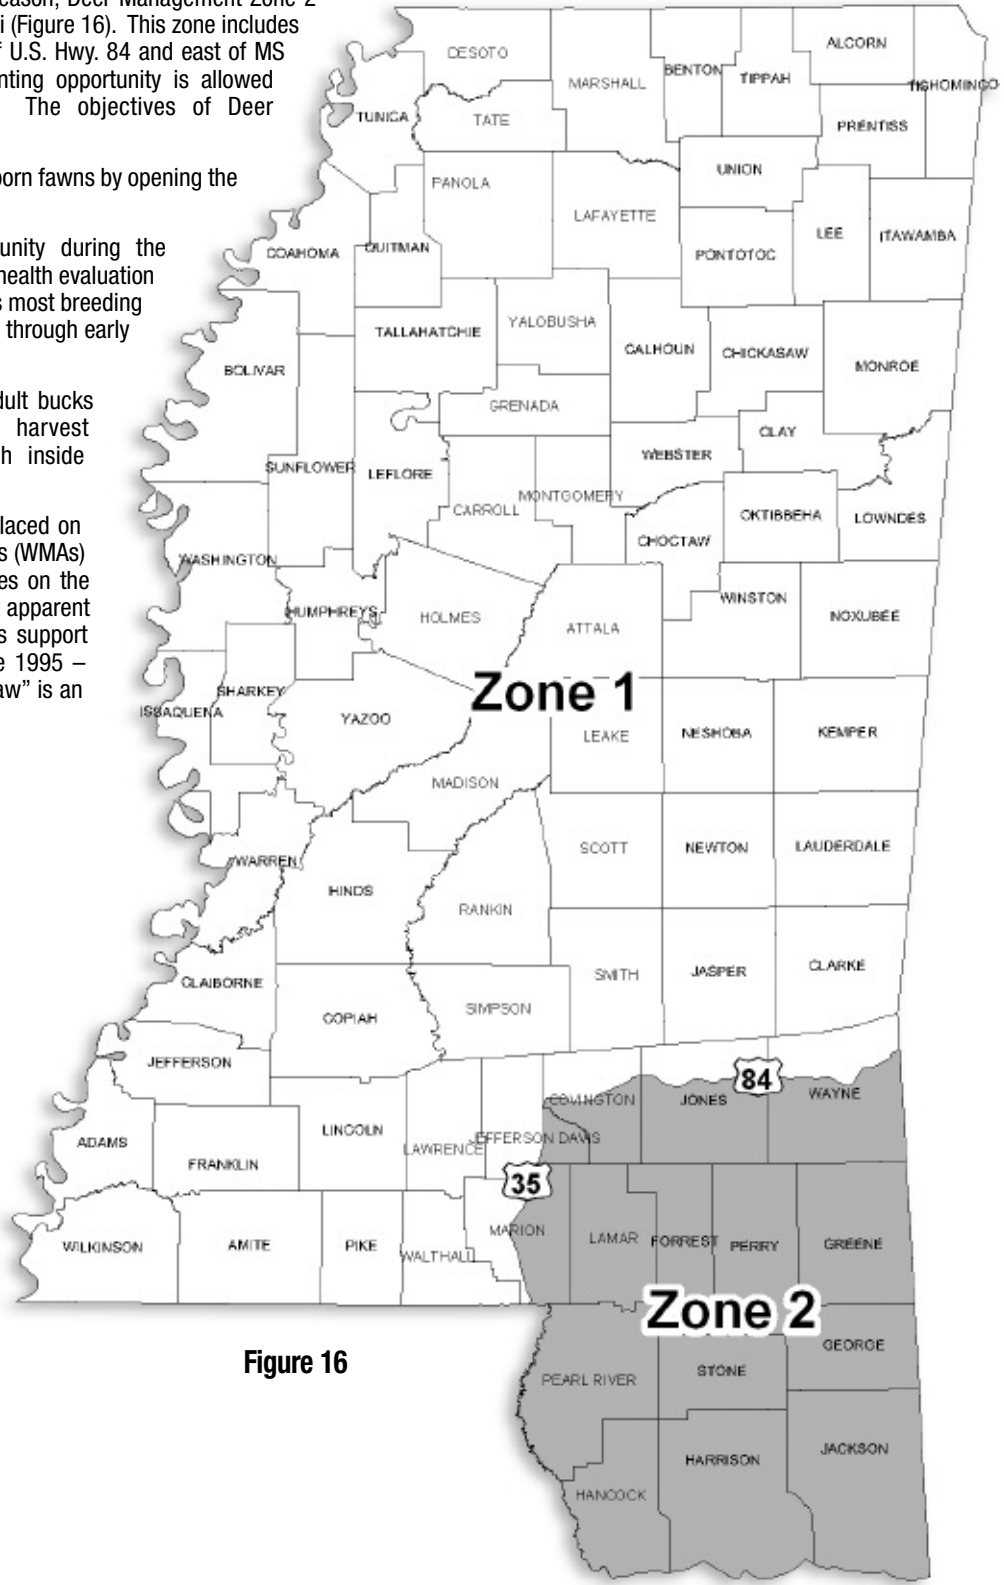 eason, Deer Management Zone 2
i (Figure 16). This zone includes
f U.S. Hwy. 84 and east of MS
nting opportunity is allowed
The objectives of Deer
born fawns by opening the
unity during the
health evaluation
s most breeding
through early
dult bucks
harvest
h inside
laced on
s (WMAs)
es on the
apparent
s support
e 1995 –
aw” is an
DESOTO
MARSHALL
BENTON
TIPPAH
ALCORN
TISHOMINGO
TUNICA
TATE
PRENTISS
UNION
PANOLA
LAFAYETTE
LEE
ITAWAMBA
COAHOMA
QUITMAN
PONTOTOC
TALLAHATCHIE
YALOBUSHA
CALHOUN
CHICKASAW
MONROE
BOLIVAR
GRENADA
CLAY
WEBSTER
SUNFLOWER
LEFLORE
CARROLL
MONTGOMERY
OKTIBBEHA
LOWNDES
CHOCTAW
WASHINGTON
HUMPHREYS
HOLMES
ATTALA
WINSTON
NOXUBEE
Zone 1
SHARKEY
ISSAQUENA
YAZOO
LEAKE
NESHOBA
KEMPER
MADISON
SCOTT
NEWTON
LAUDERDALE
WARREN
HINDS
RANKIN
SMITH
JASPER
CLARKE
CLAIBORNE
COPIAH
SIMPSON
JEFFERSON
84
COVINGTON
JONES
WAYNE
ADAMS
FRANKLIN
LINCOLN
LAWRENCE
JEFFERSON DAVIS
35
WILKINSON
AMITE
PIKE
WALTHALL
MARION
LAMAR
FORREST
PERRY
GREENE
Zone 2
GEORGE
PEARL RIVER
STONE
Figure 16
HANCOCK
HARRISON
JACKSON